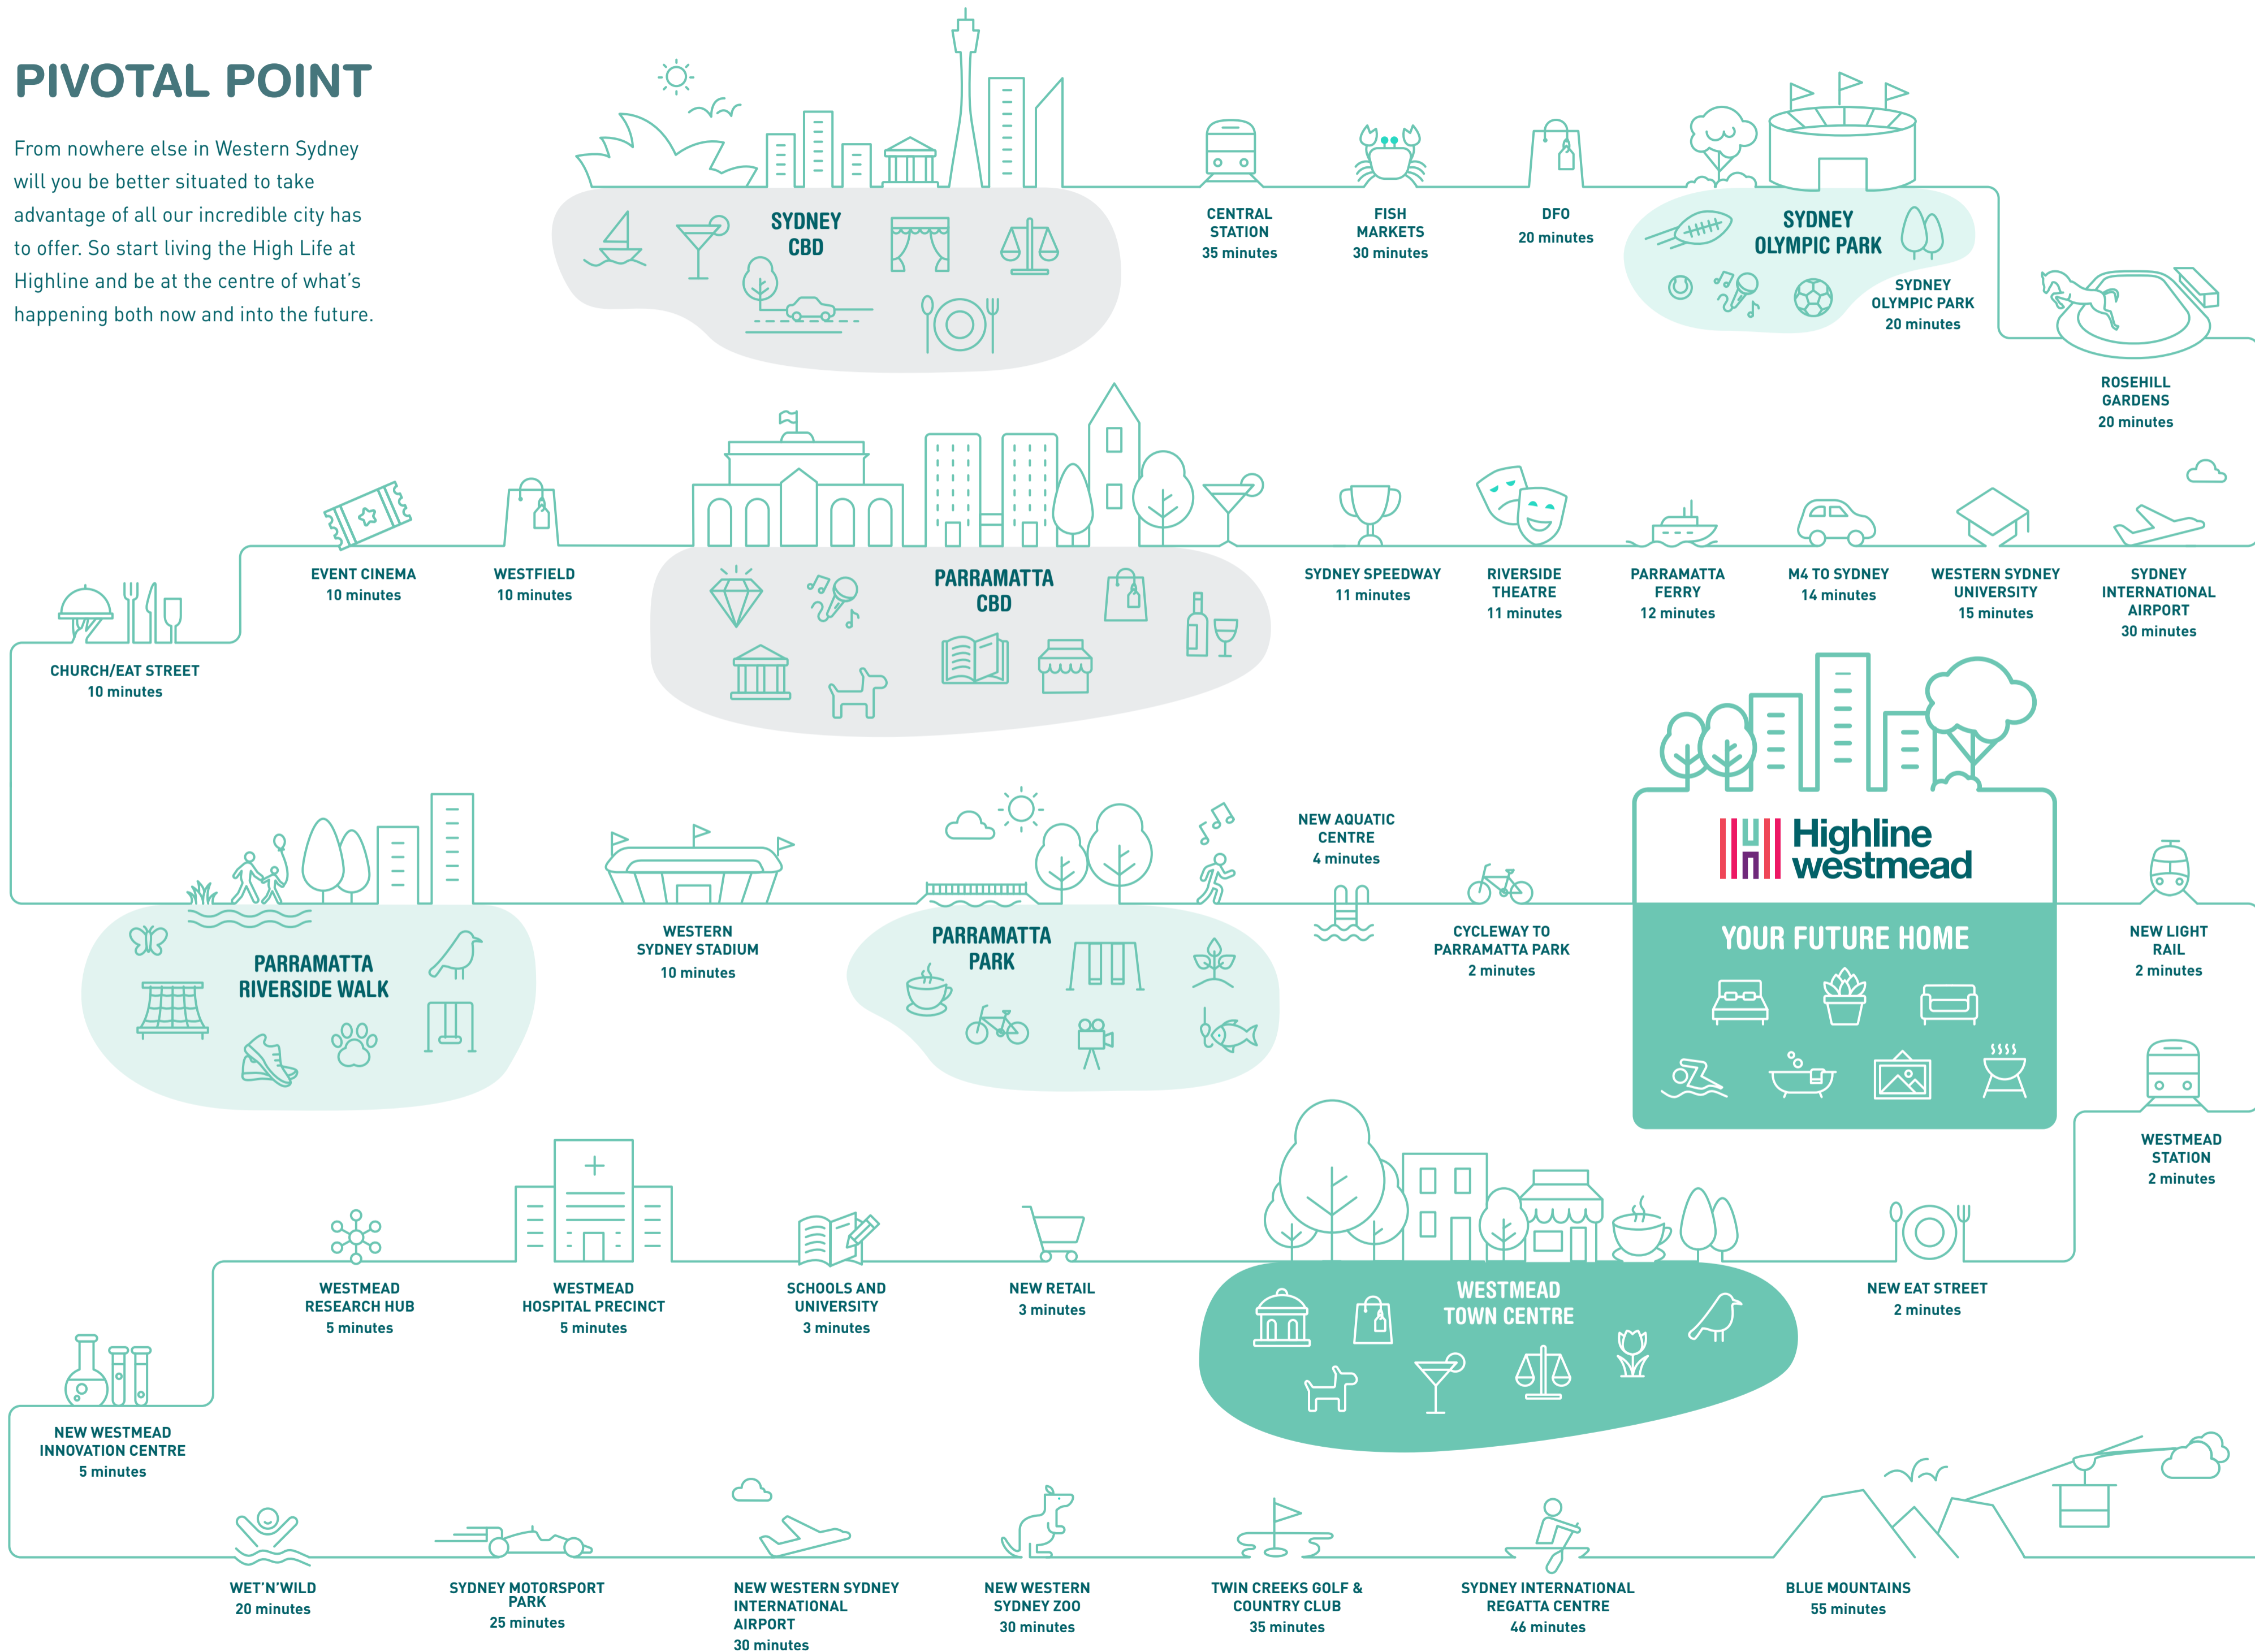 PIVOTAL POINT
From nowhere else in Western Sydney
will you be better situated to take
advantage of all our incredible city has
to offer. So start living the High Life at
Highline and be at the centre of what's
happening both now and into the future.
SYDNEY
CBD
CENTRAL
STATION
35 minutes
FISH
MARKETS
30 minutes
DFO
20 minutes
SYDNEY
OLYMPIC PARK
SYDNEY
OLYMPIC PARK
20 minutes
ROSEHILL
GARDENS
20 minutes
CHURCH/EAT STREET
10 minutes
EVENT CINEMA
10 minutes
WESTFIELD
10 minutes
PARRAMATTA
CBD
SYDNEY SPEEDWAY
11 minutes
RIVERSIDE
THEATRE
11 minutes
PARRAMATTA
FERRY
12 minutes
M4 TO SYDNEY
14 minutes
WESTERN SYDNEY
UNIVERSITY
15 minutes
SYDNEY
INTERNATIONAL
AIRPORT
30 minutes
PARRAMATTA
RIVERSIDE WALK
WESTERN
SYDNEY STADIUM
10 minutes
PARRAMATTA
PARK
NEW AQUATIC
CENTRE
4 minutes
CYCLEWAY TO
PARRAMATTA PARK
2 minutes
Highline
westmead
YOUR FUTURE HOME
NEW LIGHT
RAIL
2 minutes
WESTMEAD
STATION
2 minutes
NEW WESTMEAD
INNOVATION CENTRE
5 minutes
WESTMEAD
RESEARCH HUB
5 minutes
WESTMEAD
HOSPITAL PRECINCT
5 minutes
SCHOOLS AND
UNIVERSITY
3 minutes
NEW RETAIL
3 minutes
WESTMEAD
TOWN CENTRE
NEW EAT STREET
2 minutes
WET'N'WILD
20 minutes
SYDNEY MOTORSPORT
PARK
25 minutes
NEW WESTERN SYDNEY
INTERNATIONAL
AIRPORT
30 minutes
NEW WESTERN
SYDNEY ZOO
30 minutes
TWIN CREEKS GOLF &
COUNTRY CLUB
35 minutes
SYDNEY INTERNATIONAL
REGATTA CENTRE
46 minutes
BLUE MOUNTAINS
55 minutes